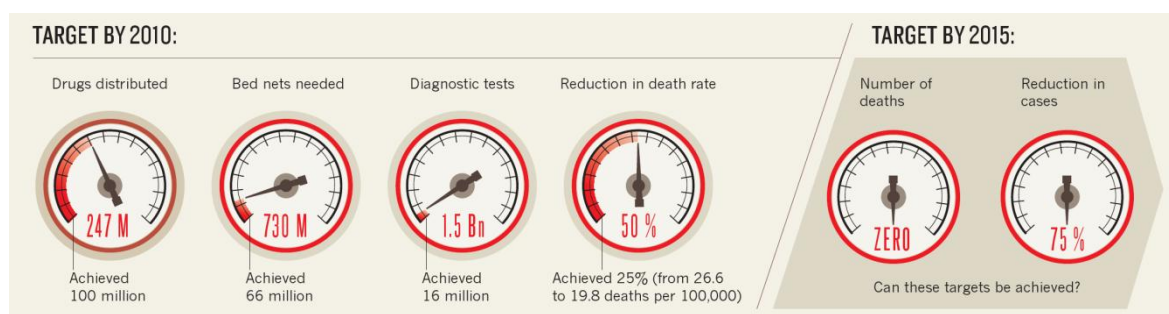 TARGET BY 2010:
Drugs distributed
247 M
Achieved
100 million
Bed nets needed
730 M
Achieved
66 million
Diagnostic tests
1.5 Bn
Achieved
16 million
Reduction in death rate
50 %
Achieved 25% (from 26.6
to 19.8 deaths per 100,000)
TARGET BY 2015:
Number of
deaths
ZERO
Reduction in
cases
75 %
Can these targets be achieved?